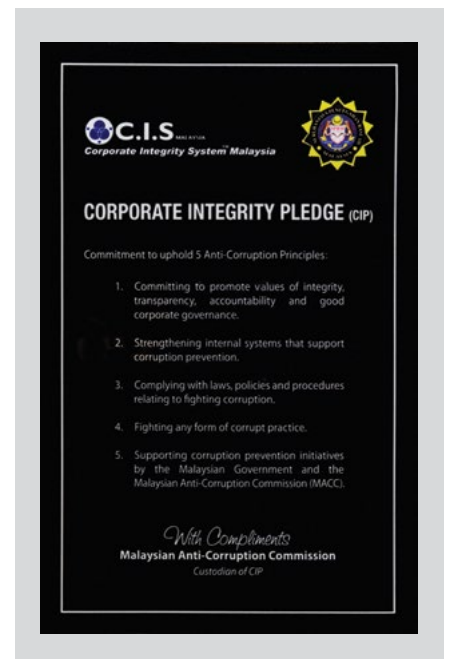 C.I.S MALAYSIA
Corporate Integrity System™ Malaysia
CORPORATE INTEGRITY PLEDGE (CIP)
Commitment to uphold 5 Anti-Corruption Principles:
1. Committing to promote values of integrity,
transparency, accountability and good
corporate governance.
2. Strengthening internal systems that support
corruption prevention.
3. Complying with laws, policies and procedures
relating to fighting corruption.
4. Fighting any form of corrupt practice.
5. Supporting corruption prevention initiatives
by the Malaysian Government and the
Malaysian Anti-Corruption Commission (MACC).
With Compliments
Malaysian Anti-Corruption Commission
Custodian of CIP